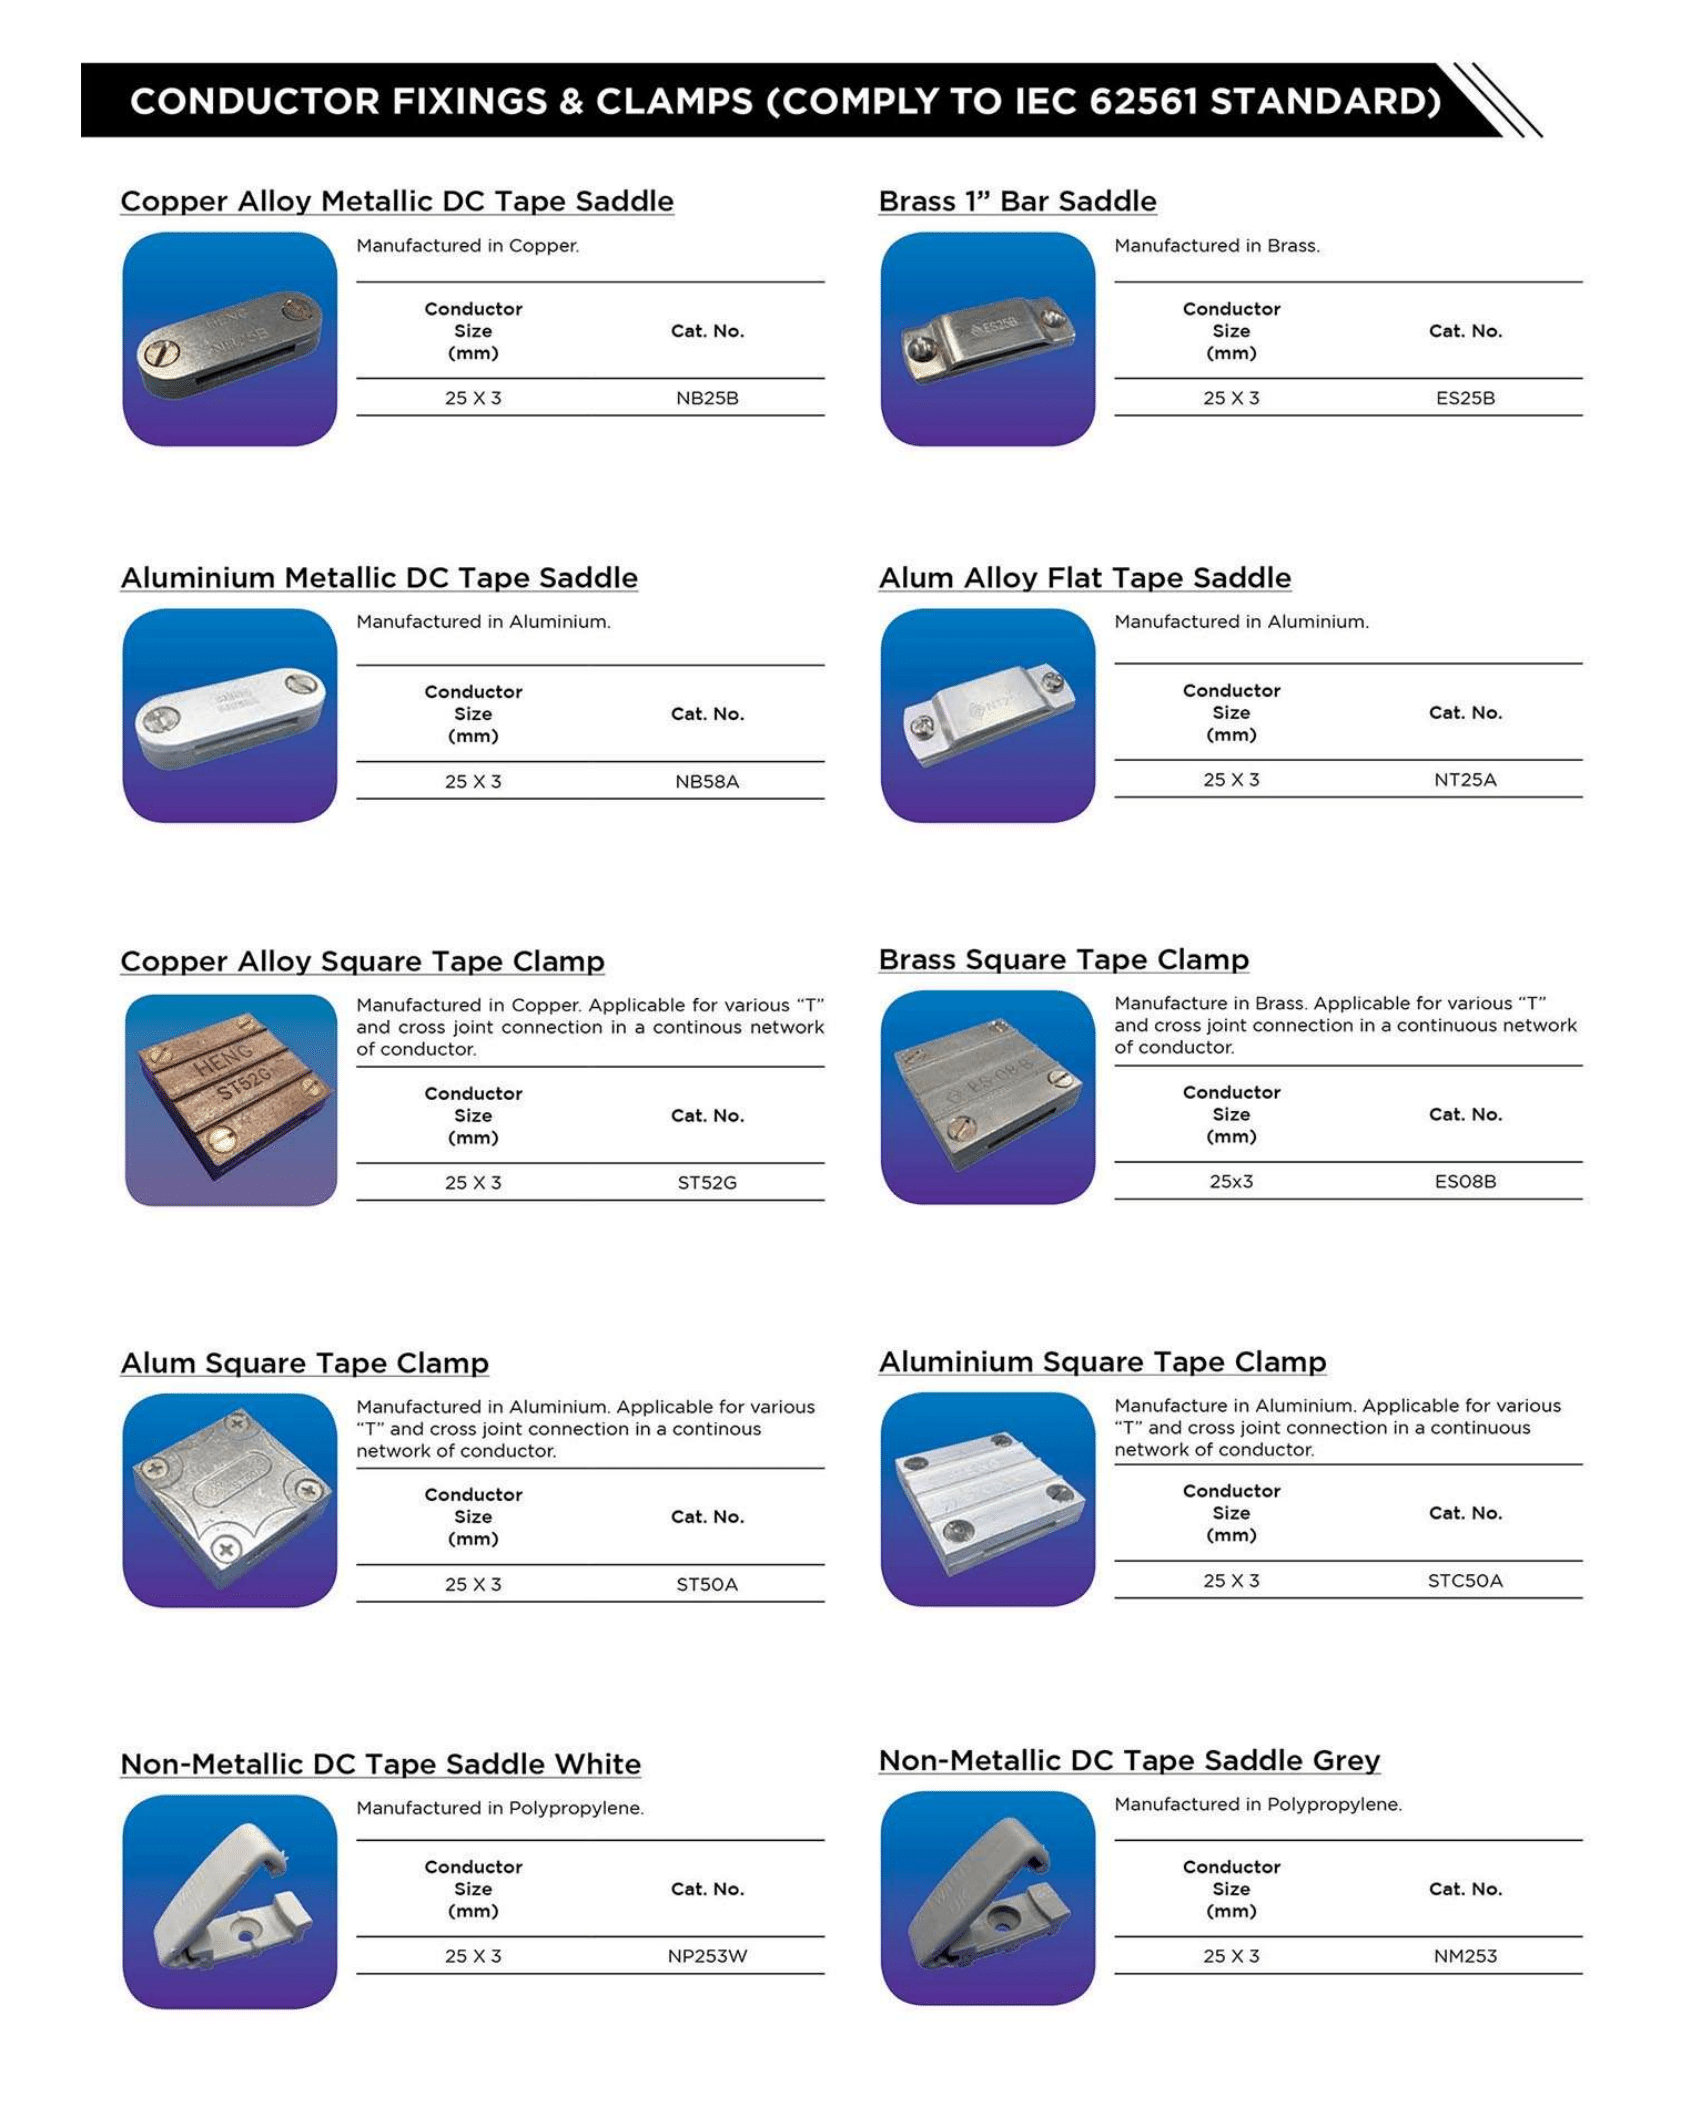 CONDUCTOR FIXINGS & CLAMPS (COMPLY TO IEC 62561 STANDARD)
Copper Alloy Metallic DC Tape Saddle
HENG
NB25B
Manufactured in Copper.
Conductor
Size
(mm)
Cat. No.
25 X 3 NB25B
Brass 1” Bar Saddle
ES25B
Manufactured in Brass.
Conductor
Size
(mm)
Cat. No.
25 X 3 ES25B
Aluminium Metallic DC Tape Saddle
Manufactured in Aluminium.
Conductor
Size
(mm)
Cat. No.
25 X 3 NB58A
Alum Alloy Flat Tape Saddle
Manufactured in Aluminium.
Conductor
Size
(mm)
Cat. No.
25 X 3 NT25A
Copper Alloy Square Tape Clamp
HENG
ST52G
Manufactured in Copper. Applicable for various “T”
and cross joint connection in a continous network
of conductor.
Conductor
Size
(mm)
Cat. No.
25 X 3 ST52G
Brass Square Tape Clamp
ES-08-B
Manufacture in Brass. Applicable for various “T”
and cross joint connection in a continuous network
of conductor.
Conductor
Size
(mm)
Cat. No.
25x3 ES08B
Alum Square Tape Clamp
Manufactured in Aluminium. Applicable for various
“T” and cross joint connection in a continous
network of conductor.
Conductor
Size
(mm)
Cat. No.
25 X 3 ST50A
Aluminium Square Tape Clamp
Manufacture in Aluminium. Applicable for various
“T” and cross joint connection in a continuous
network of conductor.
Conductor
Size
(mm)
Cat. No.
25 X 3 STC50A
Non-Metallic DC Tape Saddle White
Manufactured in Polypropylene.
Conductor
Size
(mm)
Cat. No.
25 X 3 NP253W
Non-Metallic DC Tape Saddle Grey
Manufactured in Polypropylene.
Conductor
Size
(mm)
Cat. No.
25 X 3 NM253